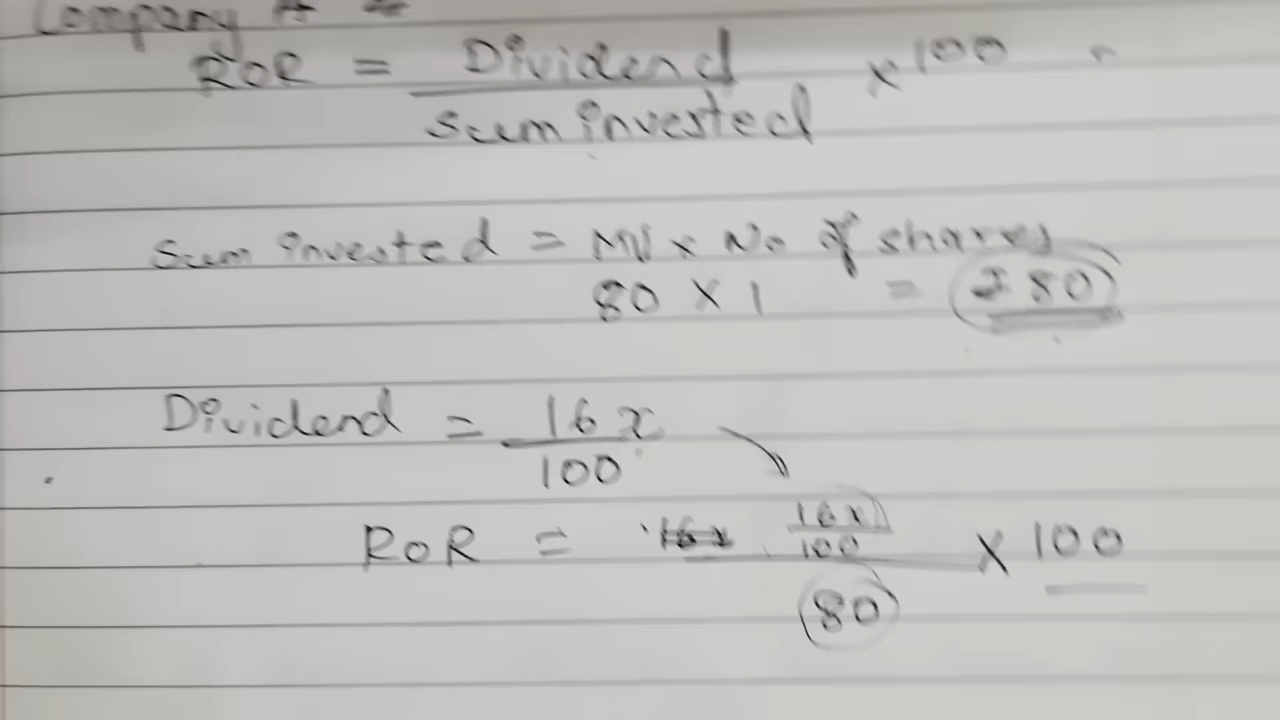 Company A
ROR = Dividend / Sum invested × 100
Sum invested = MV × No of shares
80 × 1 = ₹ 80
Dividend = 16x / 100
ROR = 16x / 100 / 80 × 100